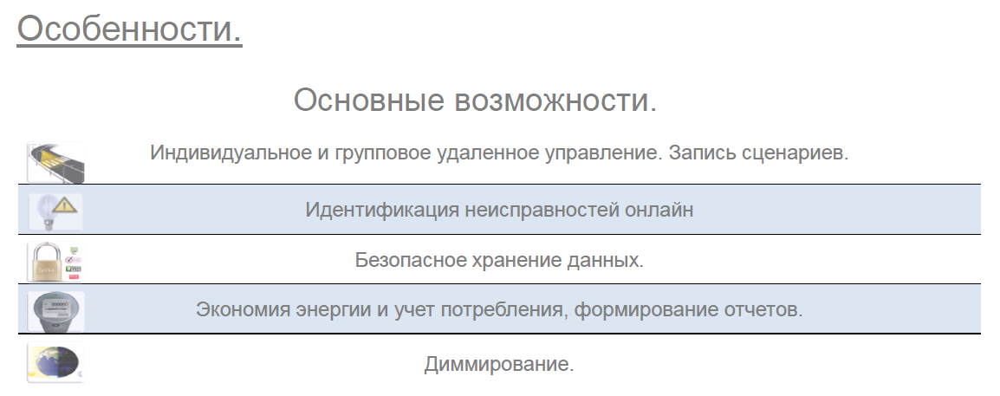 Особенности.
Основные возможности.
Индивидуальное и групповое удаленное управление. Запись сценариев.
Идентификация неисправностей онлайн
Безопасное хранение данных.
Экономия энергии и учет потребления, формирование отчетов.
Диммирование.